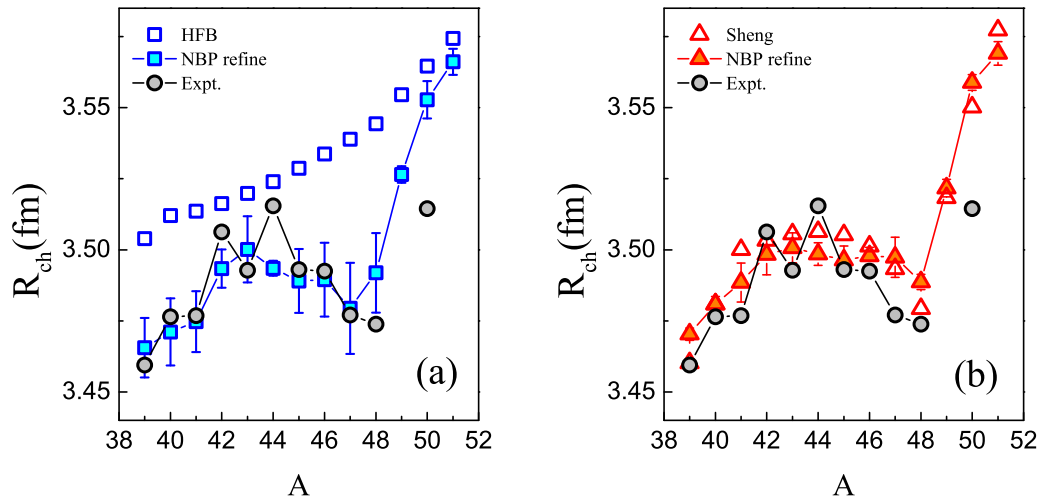 HFB
NBP refine
Expt.
3.55
3.50
3.45
R_ch(fm)
(a)
38 40 42 44 46 48 50 52
A
Sheng
NBP refine
Expt.
3.55
3.50
3.45
R_ch(fm)
(b)
38 40 42 44 46 48 50 52
A